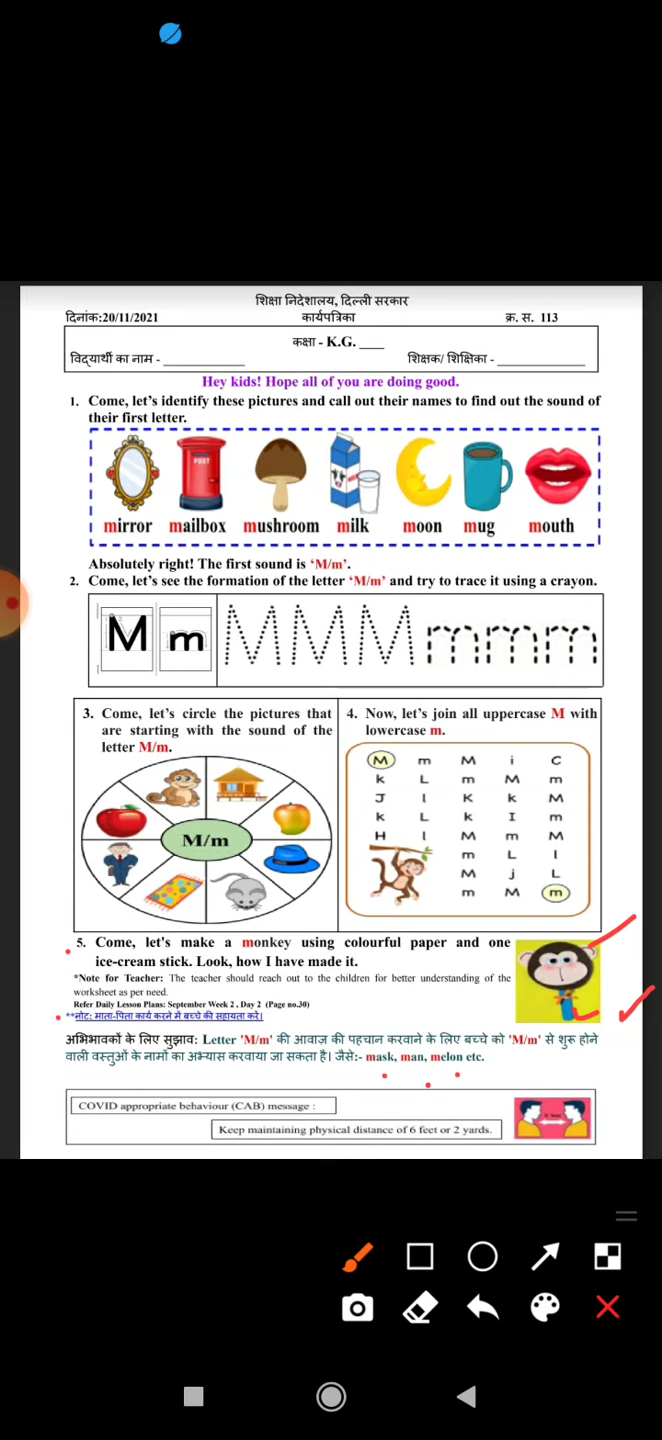 शिक्षा निदेशालय, दिल्ली सरकार
दिनांक:20/11/2021 कार्यपत्रिका क्र. स. 113
कक्षा - K.G. ____
विद्यार्थी का नाम - ____________ शिक्षक/ शिक्षिका - ____________
Hey kids! Hope all of you are doing good.
1. Come, let's identify these pictures and call out their names to find out the sound of
their first letter.
POST
mirror mailbox mushroom milk moon mug mouth
Absolutely right! The first sound is ‘M/m’.
2. Come, let's see the formation of the letter ‘M/m’ and try to trace it using a crayon.
M m M M M m m m
3. Come, let's circle the pictures that
are starting with the sound of the
letter M/m.
M/m
4. Now, let's join all uppercase M with
lowercase m.
M m M i C
k L m M m
J l K k M
k L k I m
H l M m M
m L l
M j L
m M m
5. Come, let's make a monkey using colourful paper and one
ice-cream stick. Look, how I have made it.
*Note for Teacher: The teacher should reach out to the children for better understanding of the
worksheet as per need.
Refer Daily Lesson Plans: September Week 2 , Day 2 (Page no.30)
**नोट: माता-पिता कार्य करने में बच्चे की सहायता करें।
अभिभावकों के लिए सुझाव: Letter 'M/m' की आवाज़ की पहचान करवाने के लिए बच्चे को 'M/m' से शुरू होने
वाली वस्तुओं के नामों का अभ्यास करवाया जा सकता है। जैसे:- mask, man, melon etc.
COVID appropriate behaviour (CAB) message :
Keep maintaining physical distance of 6 feet or 2 yards.